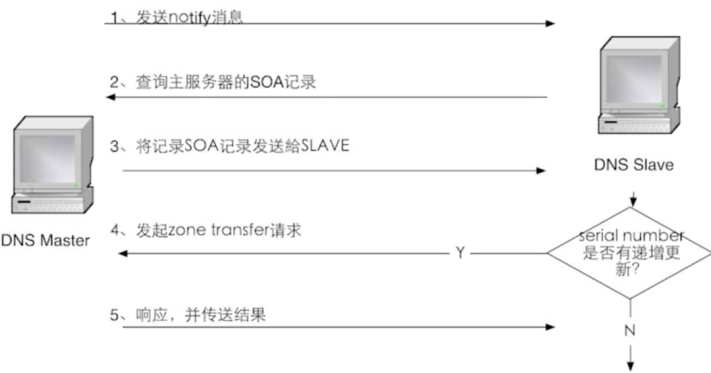 1、发送notify消息
2、查询主服务器的SOA记录
3、将记录SOA记录发送給SLAVE
DNS Slave
DNS Master
4、发起zone transfer请求
Y
serial number
是否有递增更
新?
5、响应，并传送结果
N